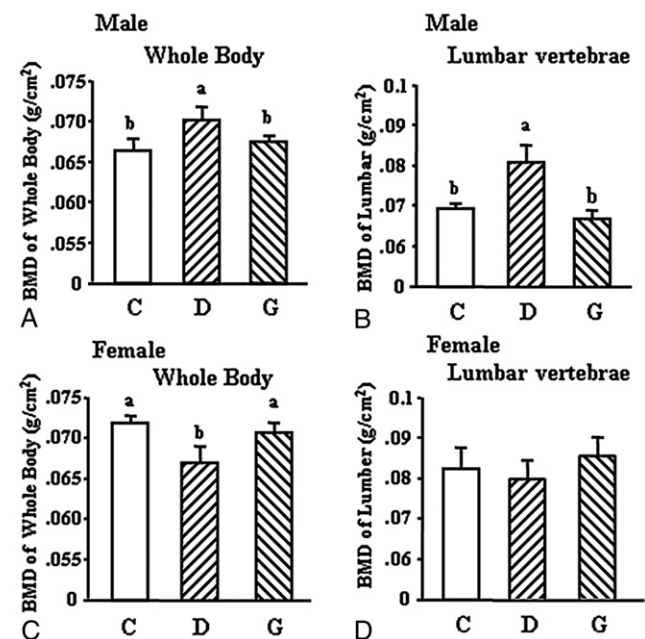 Male
Whole Body
BMD of Whole Body (g/cm²)
.075
.070
.065
.060
.055
0
b
a
b
C
D
G
A
Male
Lumbar vertebrae
BMD of Lumbar (g/cm²)
0.1
.09
.08
.07
.06
0
b
a
b
C
D
G
B
Female
Whole Body
BMD of Whole Body (g/cm²)
.075
.070
.065
.060
.055
0
a
b
a
C
D
G
C
Female
Lumbar vertebrae
BMD of Lumber (g/cm²)
0.1
.09
.08
.07
.06
0
C
D
G
D